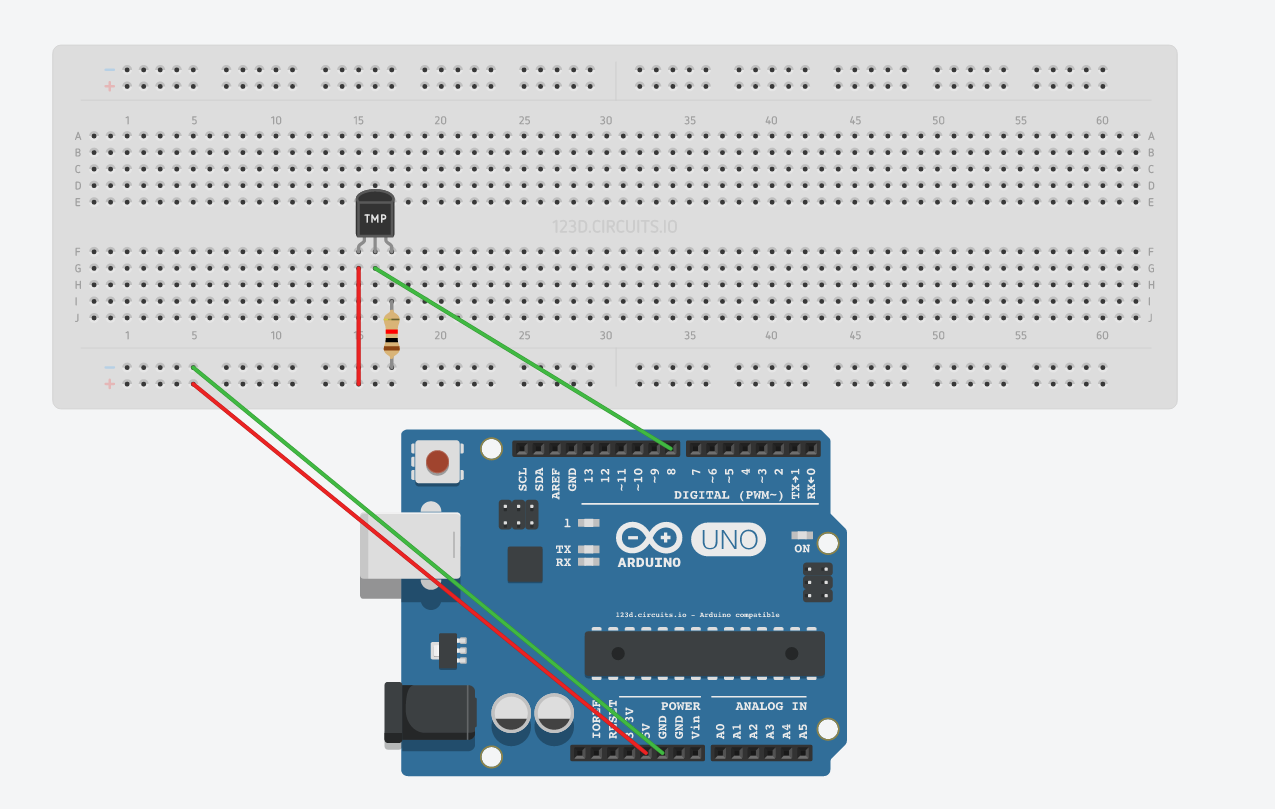 −
+
1 5 10 15 20 25 30 35 40 45 50 55 60
A A
B B
C C
D D
E E
TMP
123D.CIRCUITS.IO
F F
G G
H H
I I
J J
1 5 10 15 20 25 30 35 40 45 50 55 60
−
+
SCL SDA AREF GND 13 12 ~11 ~10 ~9 8 7 ~6 ~5 4 ~3 2 TX→1 RX←0
DIGITAL (PWM~)
1
TX
RX
ARDUINO
UNO
ON
123d.circuits.io - Arduino compatible
POWER ANALOG IN
IOREF RESET 3.3V 5V GND GND Vin A0 A1 A2 A3 A4 A5